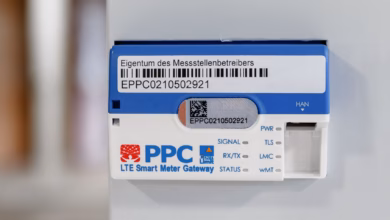 Eigentum des Messstellenbetreibers
EPPC0210502921
EPPC0210502921
HAN
PWR
SIGNAL
TLS
PPC
RX/TX
LMC
LTE Smart Meter Gateway
STATUS
wMT